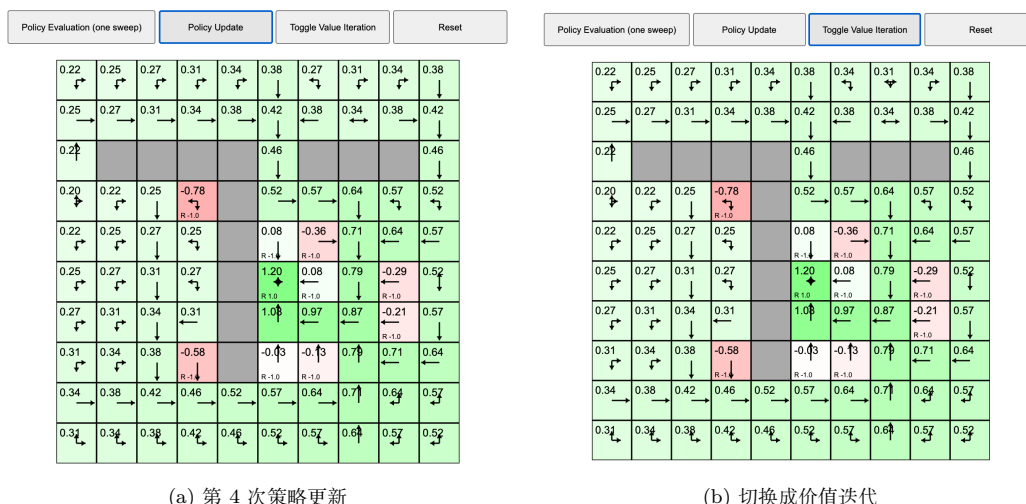 Policy Evaluation (one sweep) Policy Update Toggle Value Iteration Reset
0.22 0.25 0.27 0.31 0.34 0.38 0.27 0.31 0.34 0.38
0.25 0.27 0.31 0.34 0.38 0.42 0.38 0.34 0.38 0.42
0.22 0.46 0.46
0.20 0.22 0.25 -0.78 0.52 0.57 0.64 0.57 0.52
R -1.0
0.22 0.25 0.27 0.25 0.08 -0.36 0.71 0.64 0.57
R -1.0 R -1.0
0.25 0.27 0.31 0.27 1.20 0.08 0.79 -0.29 0.52
R 1.0 R -1.0 R -1.0
0.27 0.31 0.34 0.31 1.08 0.97 0.87 -0.21 0.57
R -1.0
0.31 0.34 0.38 -0.58 -0.03 -0.13 0.79 0.71 0.64
R -1.0 R -1.0 R -1.0
0.34 0.38 0.42 0.46 0.52 0.57 0.64 0.71 0.64 0.57
0.31 0.34 0.38 0.42 0.46 0.52 0.57 0.64 0.57 0.52
(a) 第 4 次策略更新
Policy Evaluation (one sweep) Policy Update Toggle Value Iteration Reset
0.22 0.25 0.27 0.31 0.34 0.38 0.34 0.31 0.34 0.38
0.25 0.27 0.31 0.34 0.38 0.42 0.38 0.34 0.38 0.42
0.22 0.46 0.46
0.20 0.22 0.25 -0.78 0.52 0.57 0.64 0.57 0.52
R -1.0
0.22 0.25 0.27 0.25 0.08 -0.36 0.71 0.64 0.57
R -1.0 R -1.0
0.25 0.27 0.31 0.27 1.20 0.08 0.79 -0.29 0.52
R 1.0 R -1.0 R -1.0
0.27 0.31 0.34 0.31 1.08 0.97 0.87 -0.21 0.57
R -1.0
0.31 0.34 0.38 -0.58 -0.03 -0.13 0.79 0.71 0.64
R -1.0 R -1.0 R -1.0
0.34 0.38 0.42 0.46 0.52 0.57 0.64 0.71 0.64 0.57
0.31 0.34 0.38 0.42 0.46 0.52 0.57 0.64 0.57 0.52
(b) 切换成价值迭代